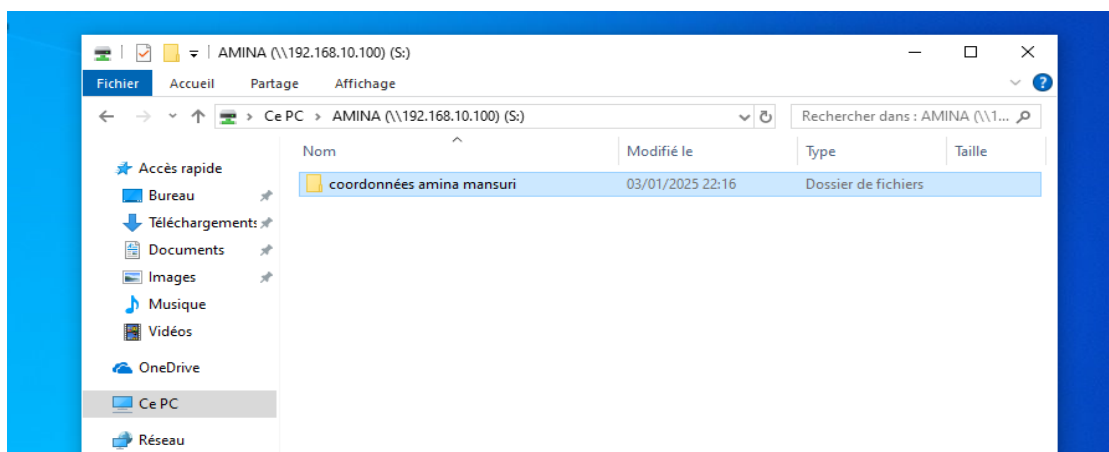 AMINA (\\192.168.10.100) (S:)
Fichier Accueil Partage Affichage
Ce PC > AMINA (\\192.168.10.100) (S:) Rechercher dans : AMINA (\\1...
Nom Modifié le Type Taille
Accès rapide
coordonnées amina mansuri 03/01/2025 22:16 Dossier de fichiers
Bureau
Téléchargements
Documents
Images
Musique
Vidéos
OneDrive
Ce PC
Réseau